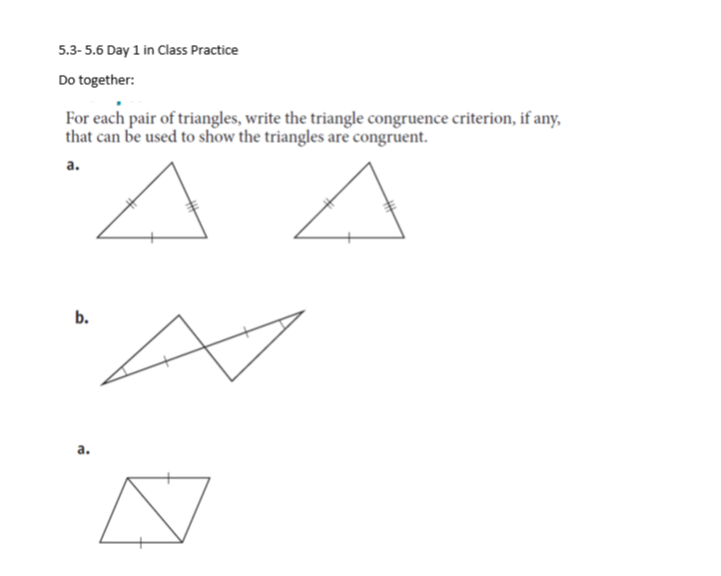 5.3- 5.6 Day 1 in Class Practice
Do together:
For each pair of triangles, write the triangle congruence criterion, if any,
that can be used to show the triangles are congruent.
a.
b.
a.